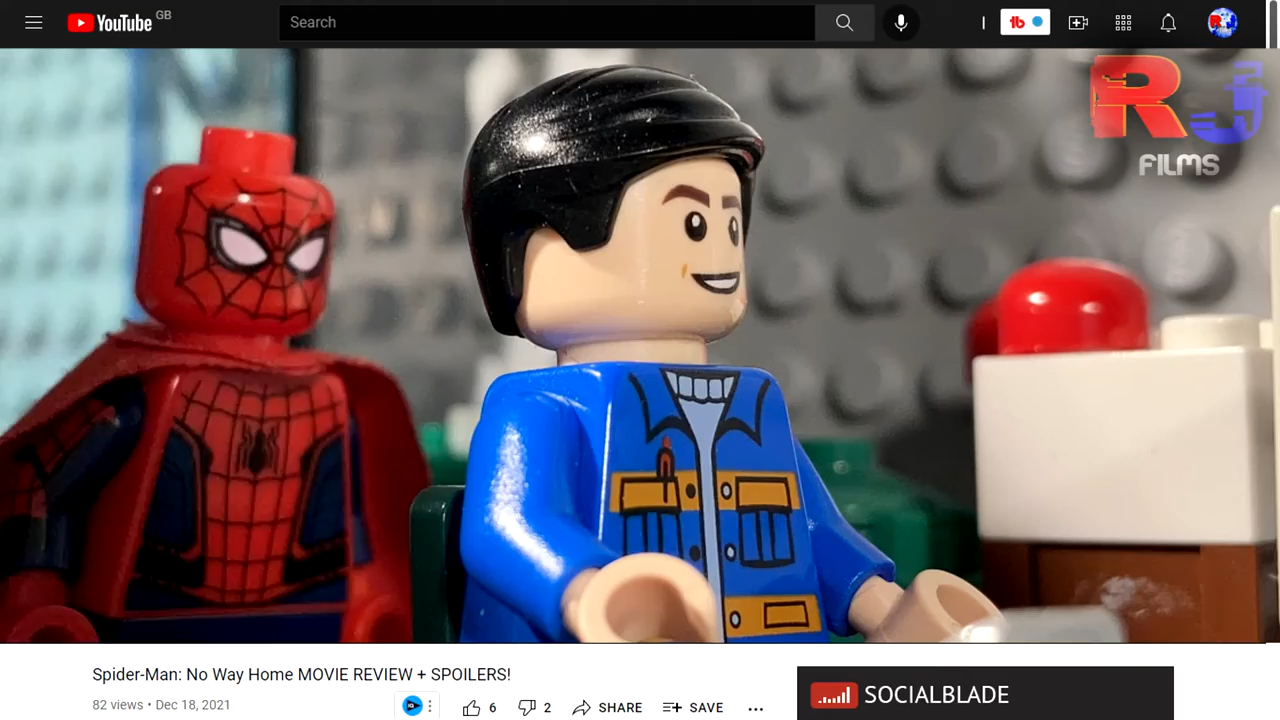 YouTube GB
Search
RJ
FILMS
Spider-Man: No Way Home MOVIE REVIEW + SPOILERS!
82 views • Dec 18, 2021
6
2
SHARE
SAVE
SOCIALBLADE